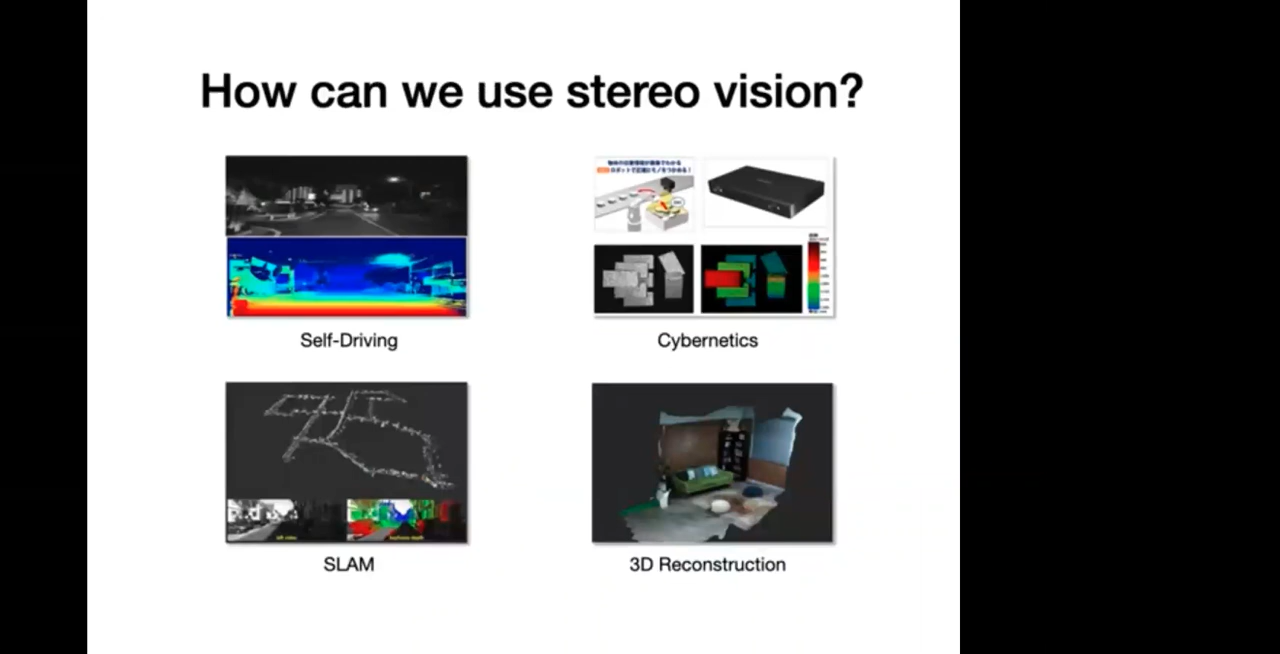 How can we use stereo vision?
Self-Driving
Cybernetics
SLAM
3D Reconstruction